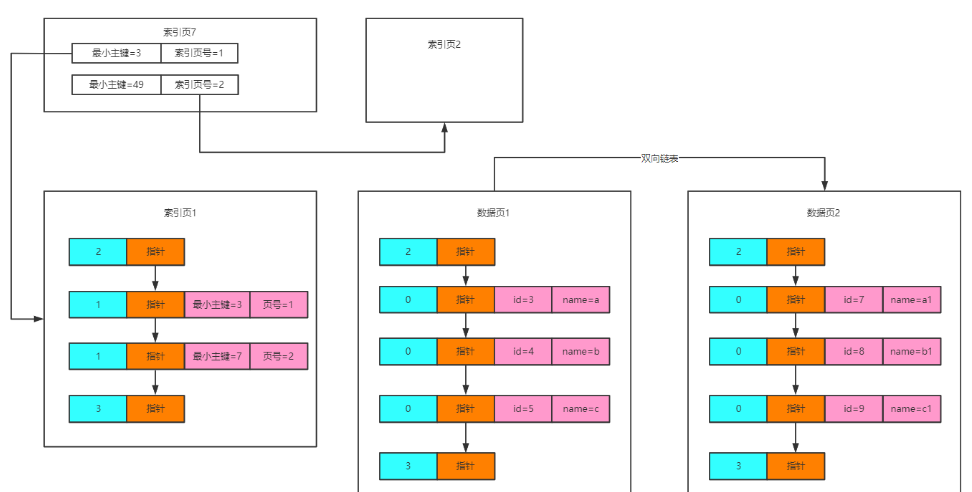 索引页7
最小主键=3 索引页号=1
最小主键=49 索引页号=2
索引页2
双向链表
索引页1
2 指针
1 指针 最小主键=3 页号=1
1 指针 最小主键=7 页号=2
3 指针
数据页1
2 指针
0 指针 id=3 name=a
0 指针 id=4 name=b
0 指针 id=5 name=c
3 指针
数据页2
2 指针
0 指针 id=7 name=a1
0 指针 id=8 name=b1
0 指针 id=9 name=c1
3 指针